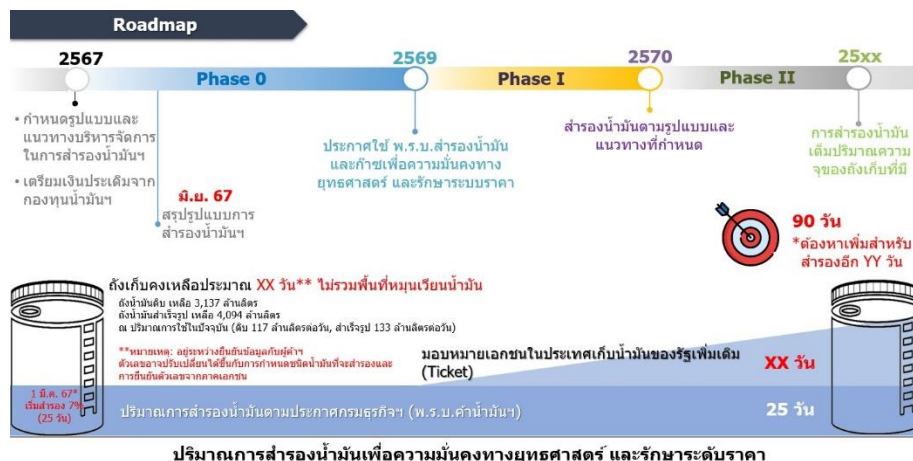 Roadmap
2567
Phase 0
2569
Phase I
2570
Phase II
25xx
• กำหนดรูปแบบและ
แนวทางบริหารจัดการ
ในการสำรองน้ำมันฯ
• เตรียมเงินประเดิมจาก
กองทุนน้ำมันฯ
มิ.ย. 67
สรุปรูปแบบการ
สำรองน้ำมันฯ
ประกาศใช้ พ.ร.บ.สำรองน้ำมัน
และก๊าซเพื่อความมั่นคงทาง
ยุทธศาสตร์ และรักษาระบบราคา
สำรองน้ำมันตามรูปแบบและ
แนวทางที่กำหนด
การสำรองน้ำมัน
เต็มปริมาณความ
จุของถังเก็บที่มี
90 วัน
*ต้องหาเพิ่มสำหรับ
สำรองอีก YY วัน
ถังเก็บคงเหลือประมาณ XX วัน** ไม่รวมพื้นที่หมุนเวียนน้ำมัน
ถังน้ำมันดิบ เหลือ 3,137 ล้านลิตร
ถังน้ำมันสำเร็จรูป เหลือ 4,094 ล้านลิตร
ณ ปริมาณการใช้ในปัจจุบัน (ดิบ 117 ล้านลิตรต่อวัน, สำเร็จรูป 133 ล้านลิตรต่อวัน)
**หมายเหตุ: อยู่ระหว่างยืนยันข้อมูลกับผู้ค้าฯ
ตัวเลขอาจปรับเปลี่ยนได้ขึ้นกับการกำหนดชนิดน้ำมันที่จะสำรองและ
การยืนยันตัวเลขจากภาคเอกชน
มอบหมายเอกชนในประเทศเก็บน้ำมันของรัฐเพิ่มเติม
(Ticket)
XX วัน
1 มี.ค. 67*
เริ่มสำรอง 7%
(25 วัน)
ปริมาณการสำรองน้ำมันตามประกาศกรมธุรกิจฯ (พ.ร.บ.ค้าน้ำมันฯ)
25 วัน
ปริมาณการสำรองน้ำมันเพื่อความมั่นคงทางยุทธศาสตร์ และรักษาระดับราคา